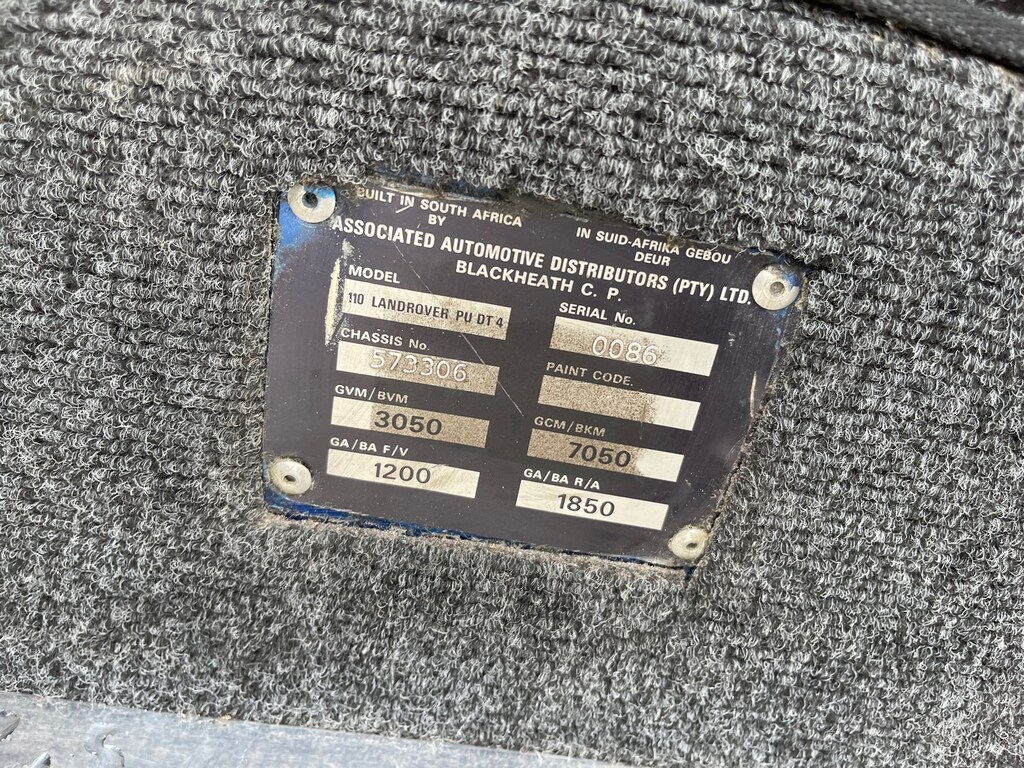 BUILT IN SOUTH AFRICA IN SUID-AFRIKA GEBOU
BY DEUR
ASSOCIATED AUTOMOTIVE DISTRIBUTORS (PTY) LTD.
BLACKHEATH C. P.
MODEL SERIAL No.
110 LANDROVER PU DT4 0086
CHASSIS No. PAINT CODE.
573306
GVM/BVM GCM/BKM
3050 7050
GA/BA F/V GA/BA R/A
1200 1850